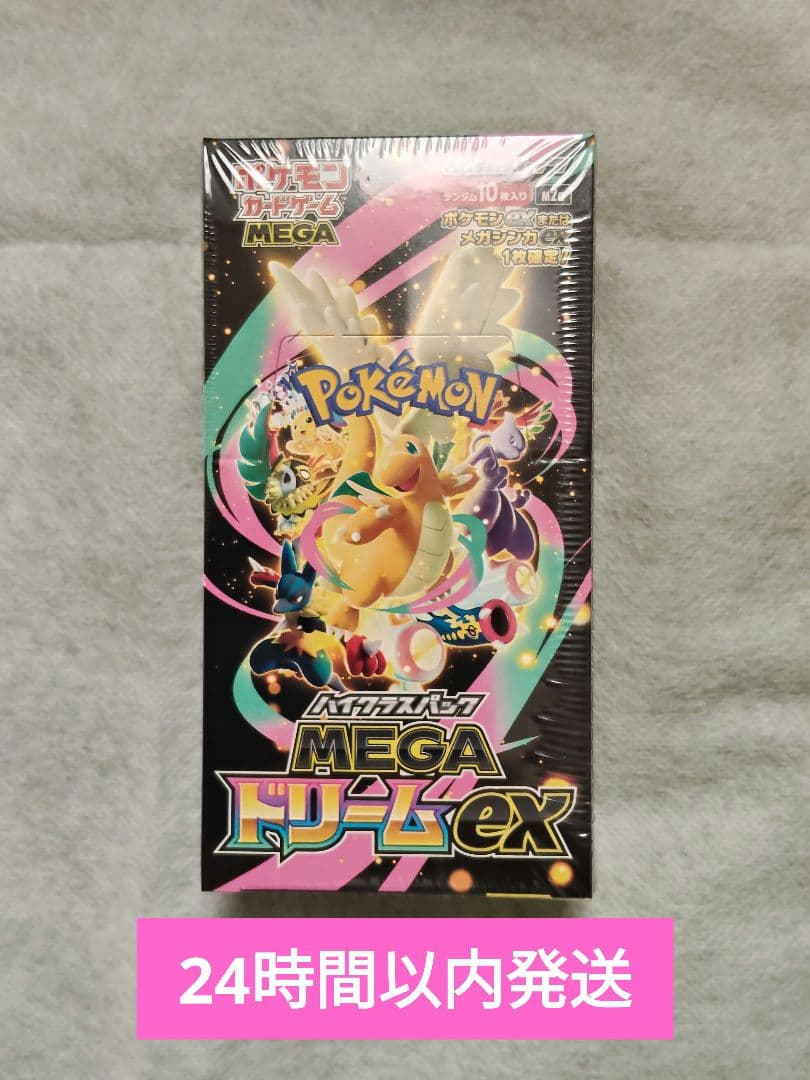 ポケモン
カードゲーム
MEGA
ランダム10枚入り
ポケモンexまたは
メガシンカex
1枚確定!!
POKéMON
ハイクラスパック
MEGA
ドリームex
24時間以内発送